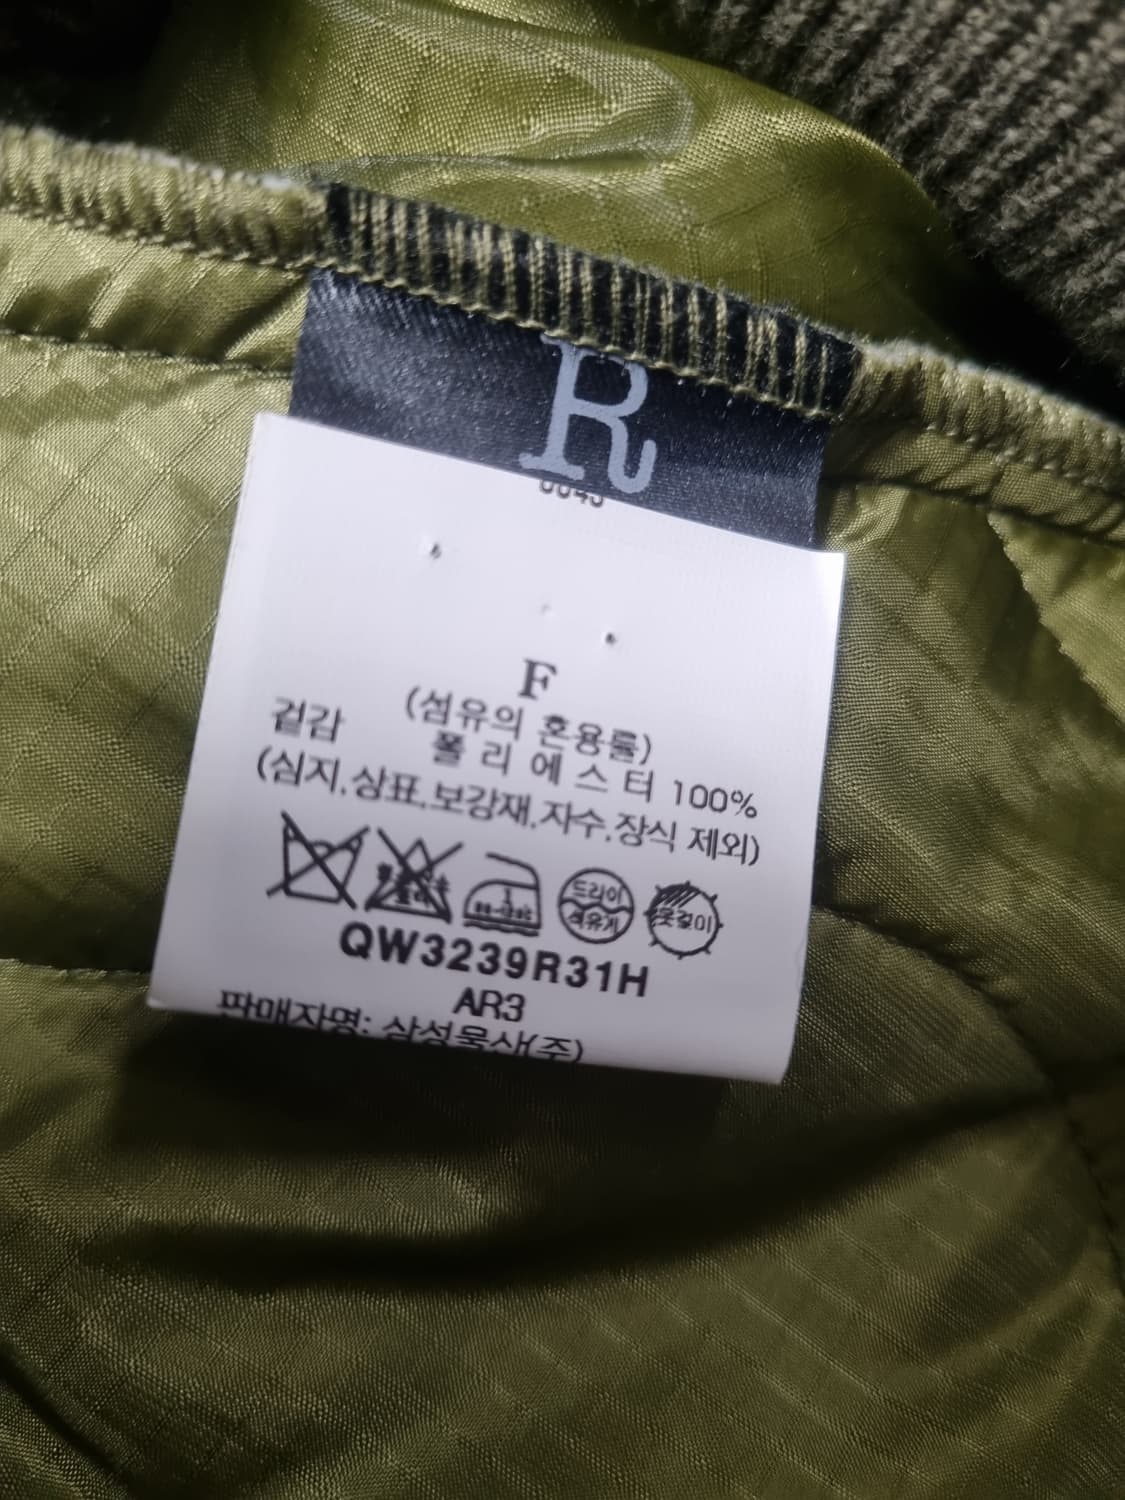 R
F
(섬유의 혼용률)
겉감 폴리에스터 100%
(심지,상표,보강재,자수,장식 제외)
드라이
석유계
옷걸이
QW3239R31H
AR3
판매자명: 삼성물산(주)